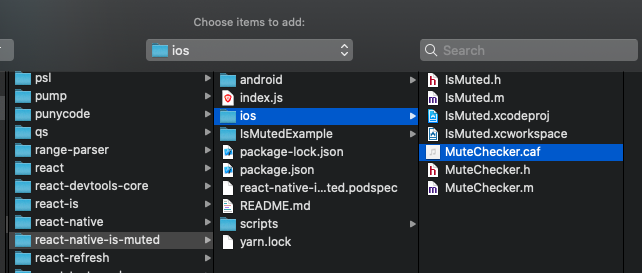 Choose items to add:
ios
Search
psl
pump
punycode
qs
range-parser
react
react-devtools-core
react-is
react-native
react-native-is-muted
react-refresh
android
index.js
ios
IsMutedExample
package-lock.json
package.json
react-native-i...ted.podspec
README.md
scripts
yarn.lock
IsMuted.h
IsMuted.m
IsMuted.xcodeproj
IsMuted.xcworkspace
MuteChecker.caf
MuteChecker.h
MuteChecker.m